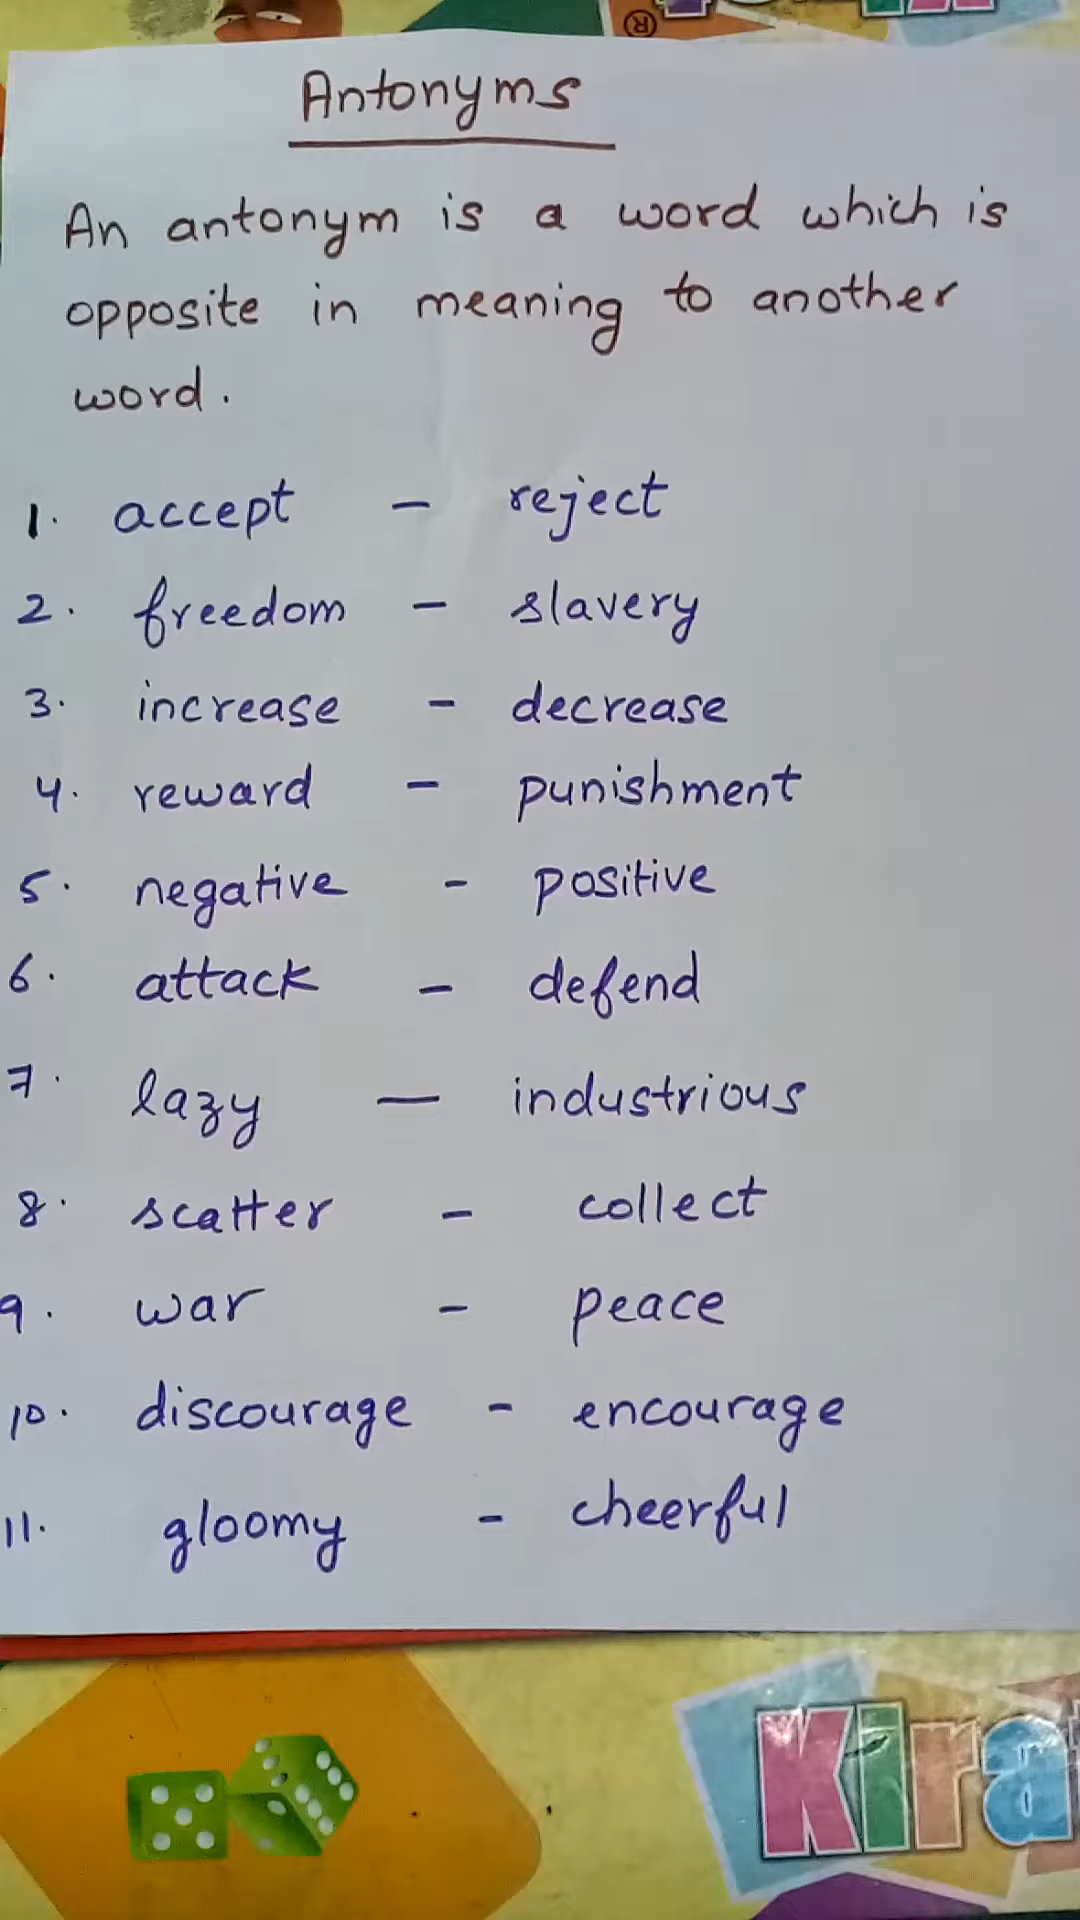 ®
Antonyms
An antonym is a word which is
opposite in meaning to another
word.
1. accept - reject
2. freedom - slavery
3. increase - decrease
4. reward - punishment
5. negative - positive
6. attack - defend
7. lazy - industrious
8. scatter - collect
9. war - peace
10. discourage - encourage
11. gloomy - cheerful
Kira